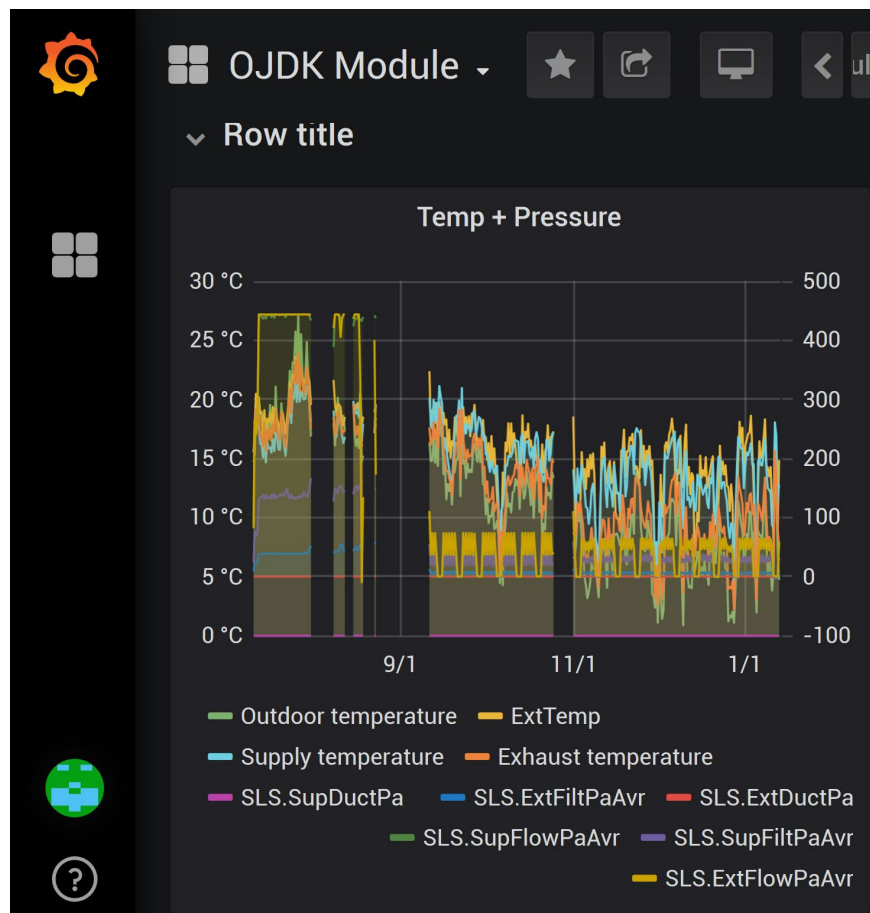 OJDK Module
Row title
Temp + Pressure
30 °C 500
25 °C 400
20 °C 300
15 °C 200
10 °C 100
5 °C 0
0 °C -100
9/1 11/1 1/1
Outdoor temperature ExtTemp
Supply temperature Exhaust temperature
SLS.SupDuctPa SLS.ExtFiltPaAvr SLS.ExtDuctPa
SLS.SupFlowPaAvr SLS.SupFiltPaAvr
SLS.ExtFlowPaAvr
?